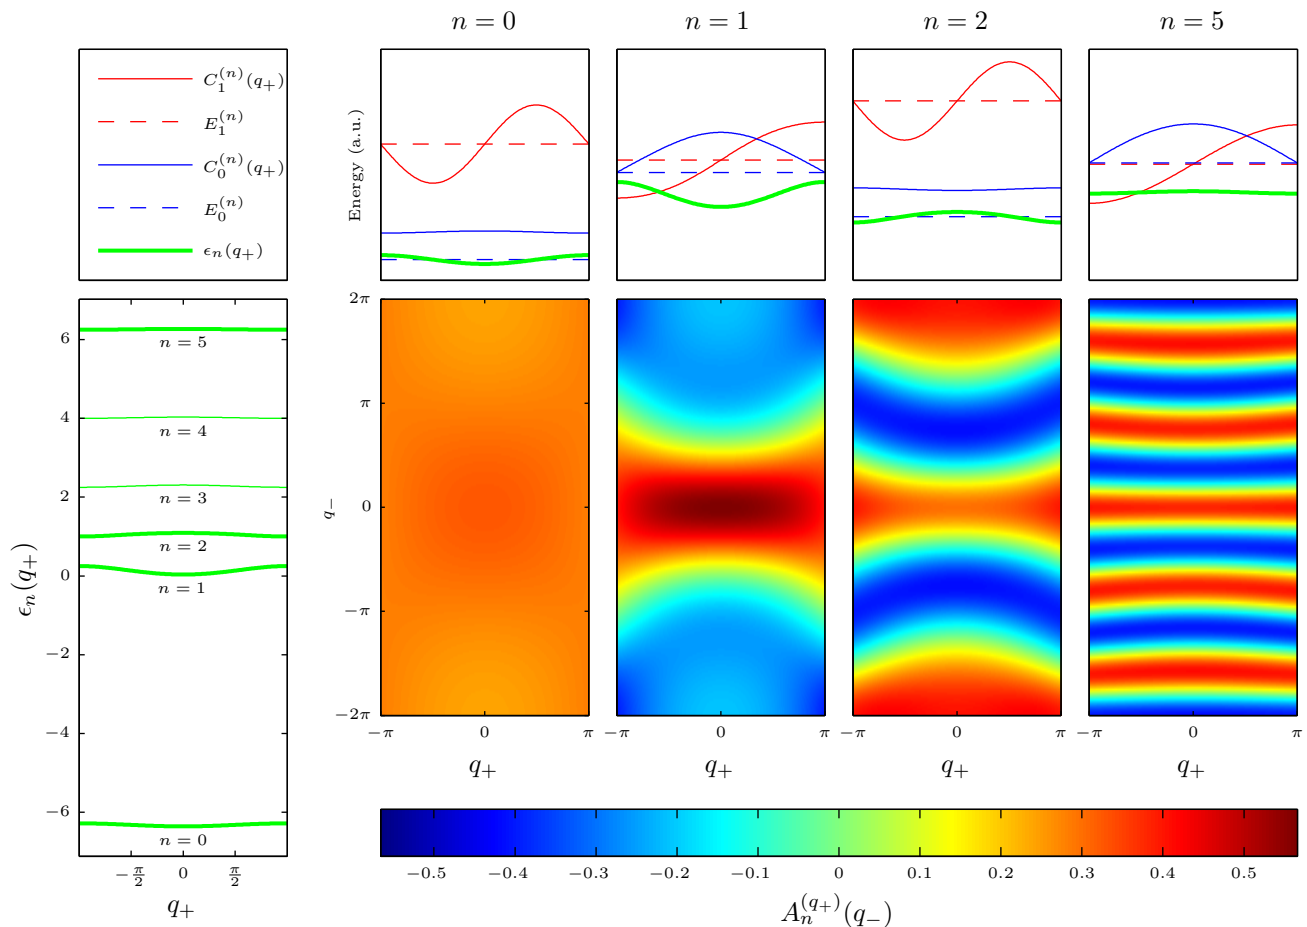 n = 0
n = 1
n = 2
n = 5
C_1^{(n)}(q_+)
E_1^{(n)}
C_0^{(n)}(q_+)
E_0^{(n)}
ϵ_n(q_+)
Energy (a.u.)
6
4
2
0
−2
−4
−6
n = 5
n = 4
n = 3
n = 2
n = 1
n = 0
ϵ_n(q_+)
−π/2
0
π/2
q_+
2π
π
0
−π
−2π
q_−
−π
0
π
−π
0
π
−π
0
π
−π
0
π
q_+
q_+
q_+
q_+
−0.5
−0.4
−0.3
−0.2
−0.1
0
0.1
0.2
0.3
0.4
0.5
A_n^{(q_+)}(q_−)